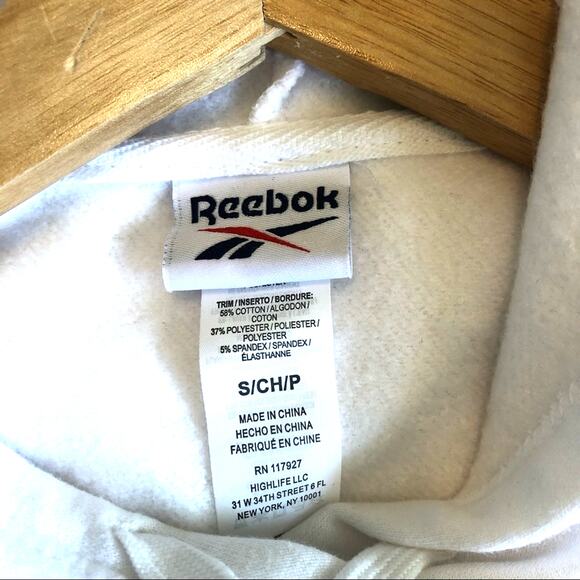 Reebok
TRIM / INSERTO / BORDURE:
58% COTTON / ALGODON /
COTON
37% POLYESTER / POLIESTER /
POLYESTER
5% SPANDEX / SPANDEX /
ÉLASTHANNE
S/CH/P
MADE IN CHINA
HECHO EN CHINA
FABRIQUÉ EN CHINE
RN 117927
HIGHLIFE LLC
31 W 34TH STREET 6 FL
NEW YORK, NY 10001